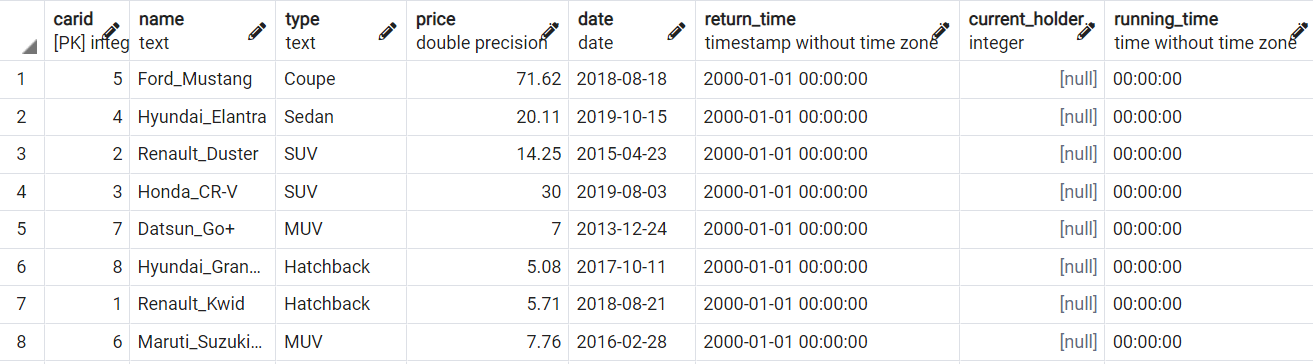 carid name type price date return_time current_holder running_time
[PK] integ text text double precision date timestamp without time zone integer time without time zone
1 5 Ford_Mustang Coupe 71.62 2018-08-18 2000-01-01 00:00:00 [null] 00:00:00
2 4 Hyundai_Elantra Sedan 20.11 2019-10-15 2000-01-01 00:00:00 [null] 00:00:00
3 2 Renault_Duster SUV 14.25 2015-04-23 2000-01-01 00:00:00 [null] 00:00:00
4 3 Honda_CR-V SUV 30 2019-08-03 2000-01-01 00:00:00 [null] 00:00:00
5 7 Datsun_Go+ MUV 7 2013-12-24 2000-01-01 00:00:00 [null] 00:00:00
6 8 Hyundai_Gran... Hatchback 5.08 2017-10-11 2000-01-01 00:00:00 [null] 00:00:00
7 1 Renault_Kwid Hatchback 5.71 2018-08-21 2000-01-01 00:00:00 [null] 00:00:00
8 6 Maruti_Suzuki... MUV 7.76 2016-02-28 2000-01-01 00:00:00 [null] 00:00:00